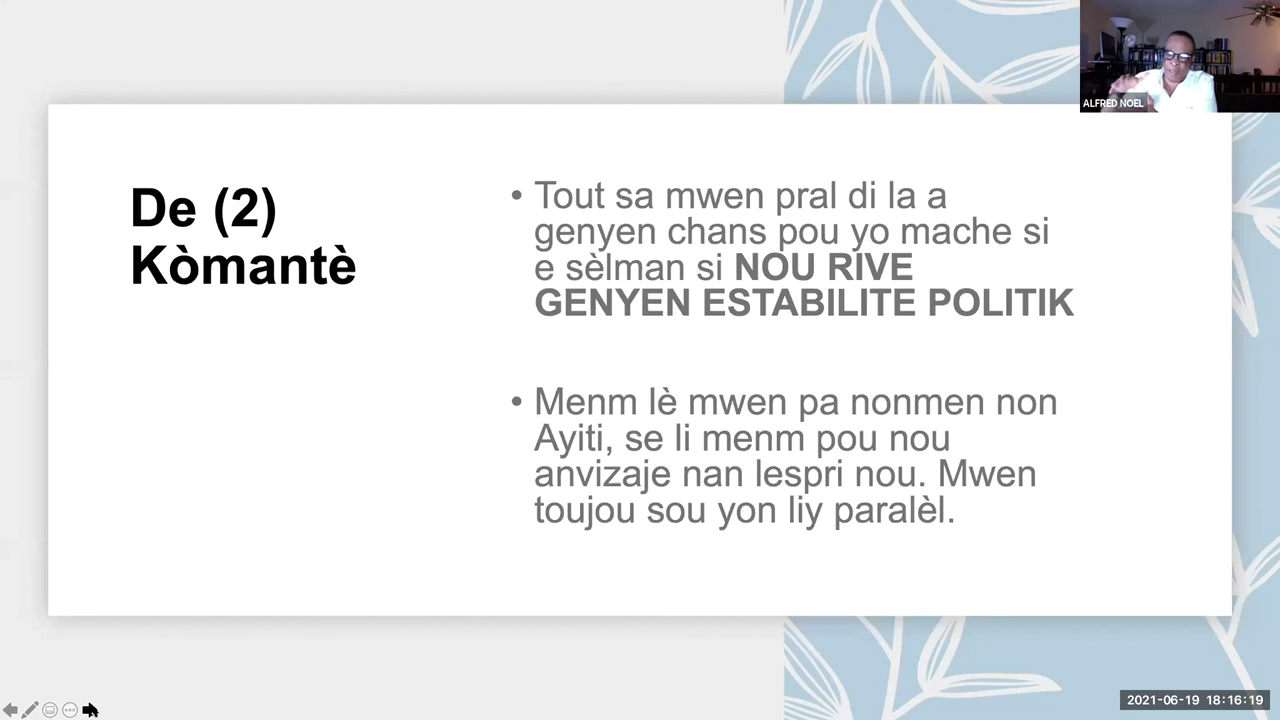 De (2)
Kòmantè
• Tout sa mwen pral di la a
genyen chans pou yo mache si
e sèlman si NOU RIVE
GENYEN ESTABILITE POLITIK
• Menm lè mwen pa nonmen non
Ayiti, se li menm pou nou
anvizaje nan lespri nou. Mwen
toujou sou yon liy paralèl.
ALFRED NOEL
2021-06-19 18:16:19